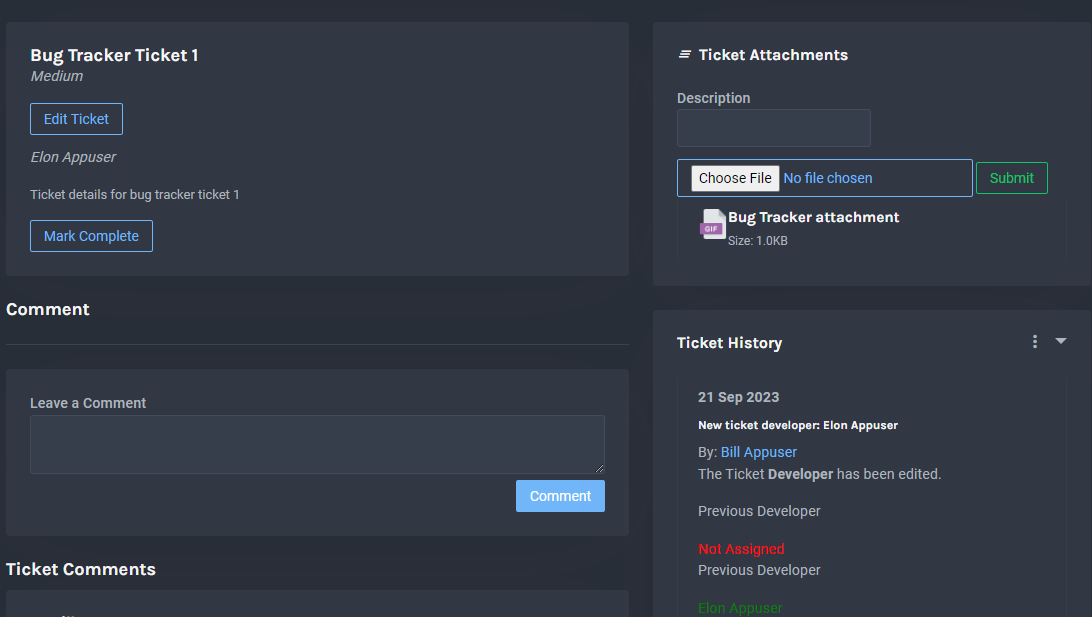 Bug Tracker Ticket 1
Medium
Edit Ticket
Elon Appuser
Ticket details for bug tracker ticket 1
Mark Complete
Comment
Leave a Comment
Comment
Ticket Comments
Ticket Attachments
Description
Choose File No file chosen
Submit
GIF
Bug Tracker attachment
Size: 1.0KB
Ticket History
21 Sep 2023
New ticket developer: Elon Appuser
By: Bill Appuser
The Ticket Developer has been edited.
Previous Developer
Not Assigned
Previous Developer
Elon Appuser